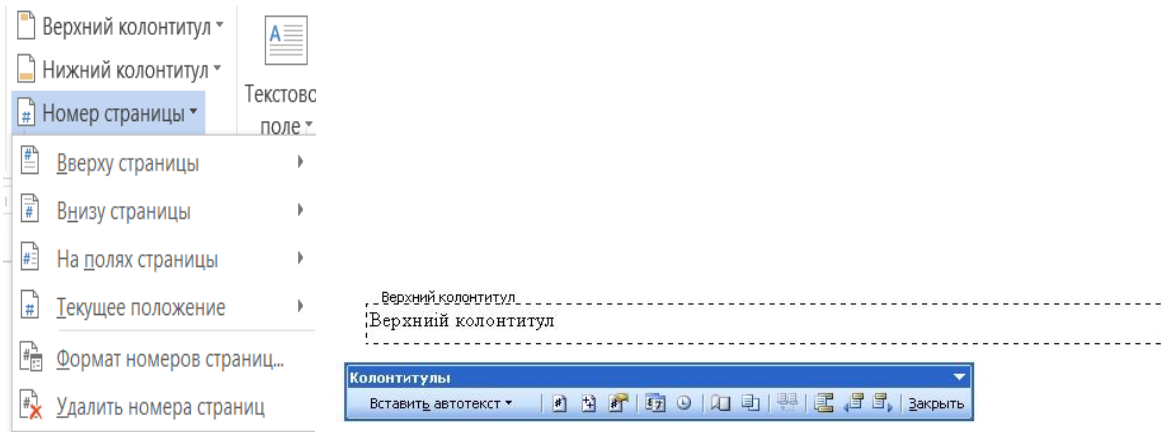 Верхний колонтитул
Нижний колонтитул
Номер страницы
Текстово
поле
Вверху страницы
Внизу страницы
На полях страницы
Текущее положение
Формат номеров страниц...
Удалить номера страниц
Верхний колонтитул
Верхниій колонтитул
Колонтитулы
Вставить автотекст
Закрыть